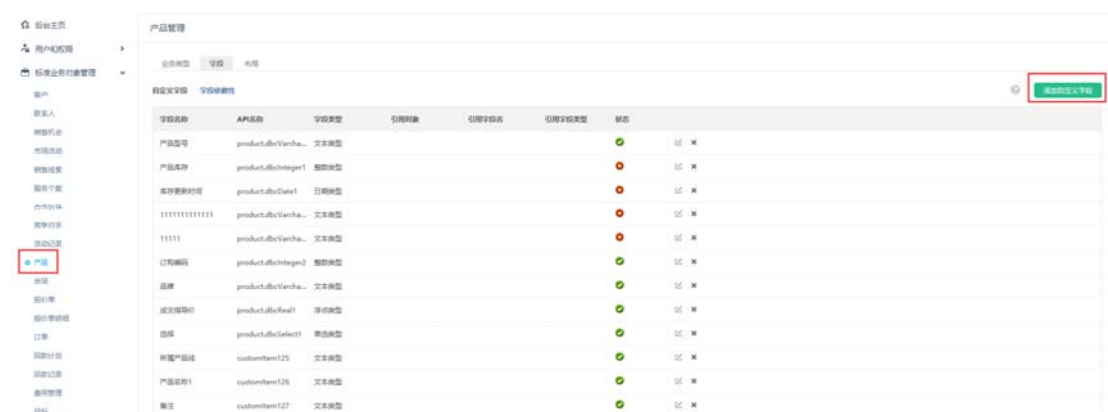 后台主页
产品管理
用户和权限
标准业务对象管理
业务类型 字段 布局
客户
自定义字段 字段依赖性 添加自定义字段
联系人
字段名称 API名称 字段类型 引用对象 引用字段名 引用字段类型 状态
销售机会
产品型号 product.dbcVarcha... 文本类型
市场活动
产品库存 product.dbcInteger1 整数类型
销售线索
库存更新时间 product.dbcDate1 日期类型
服务个案
合作伙伴
1111111111111 product.dbcVarcha... 文本类型
竞争对手
11111 product.dbcVarcha... 文本类型
活动记录
产品
订购编码 product.dbcInteger2 整数类型
合同
品牌 product.dbcVarcha... 文本类型
报价单
成交指导价 product.dbcReal1 浮点类型
报价单明细
订单
选择 product.dbcSelect1 单选类型
回款计划
所属产品线 customItem125 文本类型
回款记录
产品名称1 customItem126 文本类型
费用管理
备注 customItem127 文本类型
目标